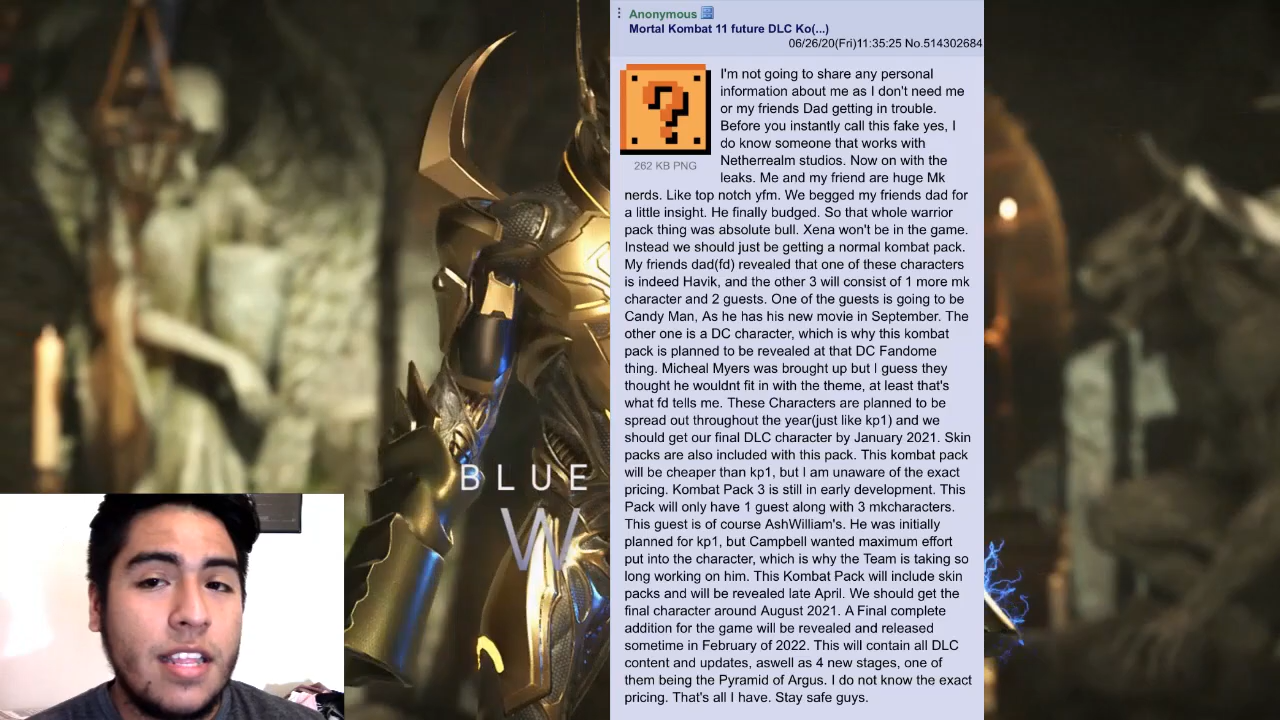 Anonymous
Mortal Kombat 11 future DLC Ko(...)
06/26/20(Fri)11:35:25 No.514302684
262 KB PNG
I'm not going to share any personal
information about me as I don't need me
or my friends Dad getting in trouble.
Before you instantly call this fake yes, I
do know someone that works with
Netherrealm studios. Now on with the
leaks. Me and my friend are huge Mk
nerds. Like top notch yfm. We begged my friends dad for
a little insight. He finally budged. So that whole warrior
pack thing was absolute bull. Xena won't be in the game.
Instead we should just be getting a normal kombat pack.
My friends dad(fd) revealed that one of these characters
is indeed Havik, and the other 3 will consist of 1 more mk
character and 2 guests. One of the guests is going to be
Candy Man, As he has his new movie in September. The
other one is a DC character, which is why this kombat
pack is planned to be revealed at that DC Fandome
thing. Micheal Myers was brought up but I guess they
thought he wouldnt fit in with the theme, at least that's
what fd tells me. These Characters are planned to be
spread out throughout the year(just like kp1) and we
should get our final DLC character by January 2021. Skin
packs are also included with this pack. This kombat pack
will be cheaper than kp1, but I am unaware of the exact
pricing. Kombat Pack 3 is still in early development. This
Pack will only have 1 guest along with 3 mkcharacters.
This guest is of course AshWilliam's. He was initially
planned for kp1, but Campbell wanted maximum effort
put into the character, which is why the Team is taking so
long working on him. This Kombat Pack will include skin
packs and will be revealed late April. We should get the
final character around August 2021. A Final complete
addition for the game will be revealed and released
sometime in February of 2022. This will contain all DLC
content and updates, aswell as 4 new stages, one of
them being the Pyramid of Argus. I do not know the exact
pricing. That's all I have. Stay safe guys.
BLUE
W